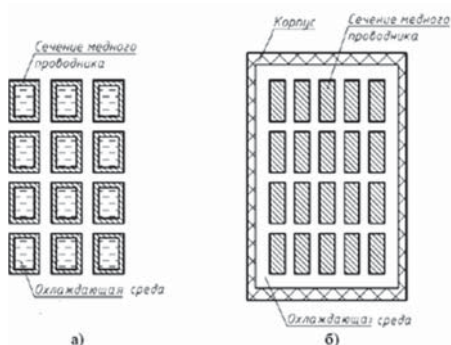 Сечение медного
проводника
Корпус
Сечение медного
проводника
Охлаждающая среда
Охлаждающая среда
а)
б)